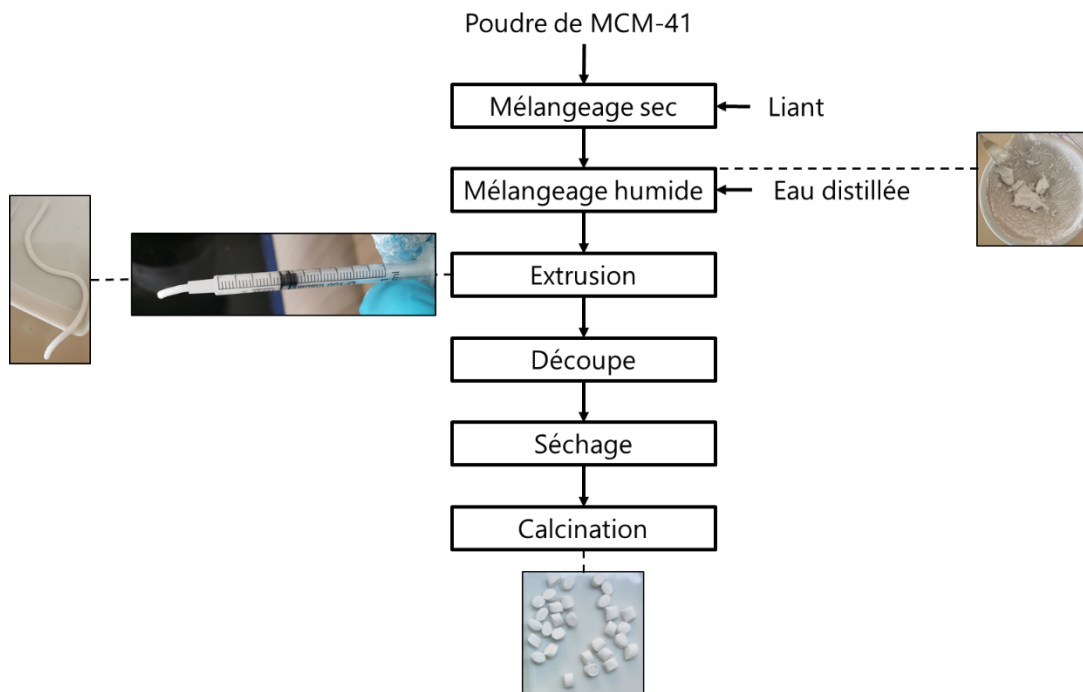 Poudre de MCM-41
Mélangeage sec
Liant
Mélangeage humide
Eau distillée
Extrusion
Découpe
Séchage
Calcination